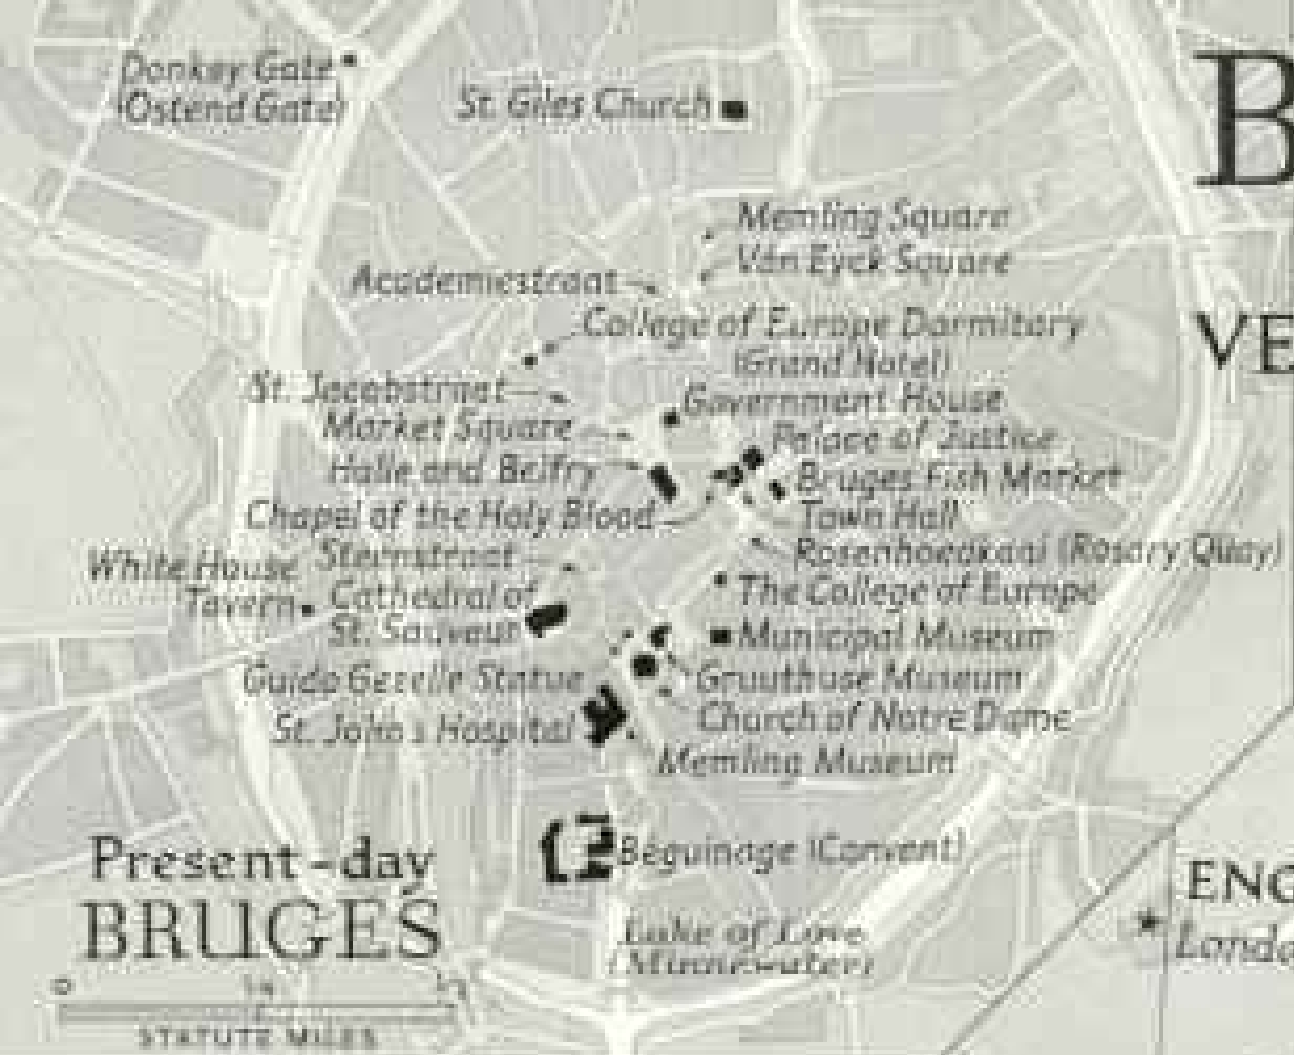 Donkey Gate
(Ostend Gate)
St. Giles Church
B
Memling Square
Van Eyck Square
Academiestraat
College of Europe Dormitory
(Grand Hotel)
VE
St. Jacobstraat
Government House
Market Square
Palace of Justice
Halle and Belfry
Bruges Fish Market
Chapel of the Holy Blood
Town Hall
Steenstraat
Rosenhoedkaai (Rosary Quay)
White House
Tavern
Cathedral of
St. Sauveur
The College of Europe
Municipal Museum
Guido Gezelle Statue
Gruuthuse Museum
St. John's Hospital
Church of Notre Dame
Memling Museum
Present-day
BRUGES
Béguinage (Convent)
ENG
Londo
Lake of Love
(Minnewater)
0
STATUTE MILES